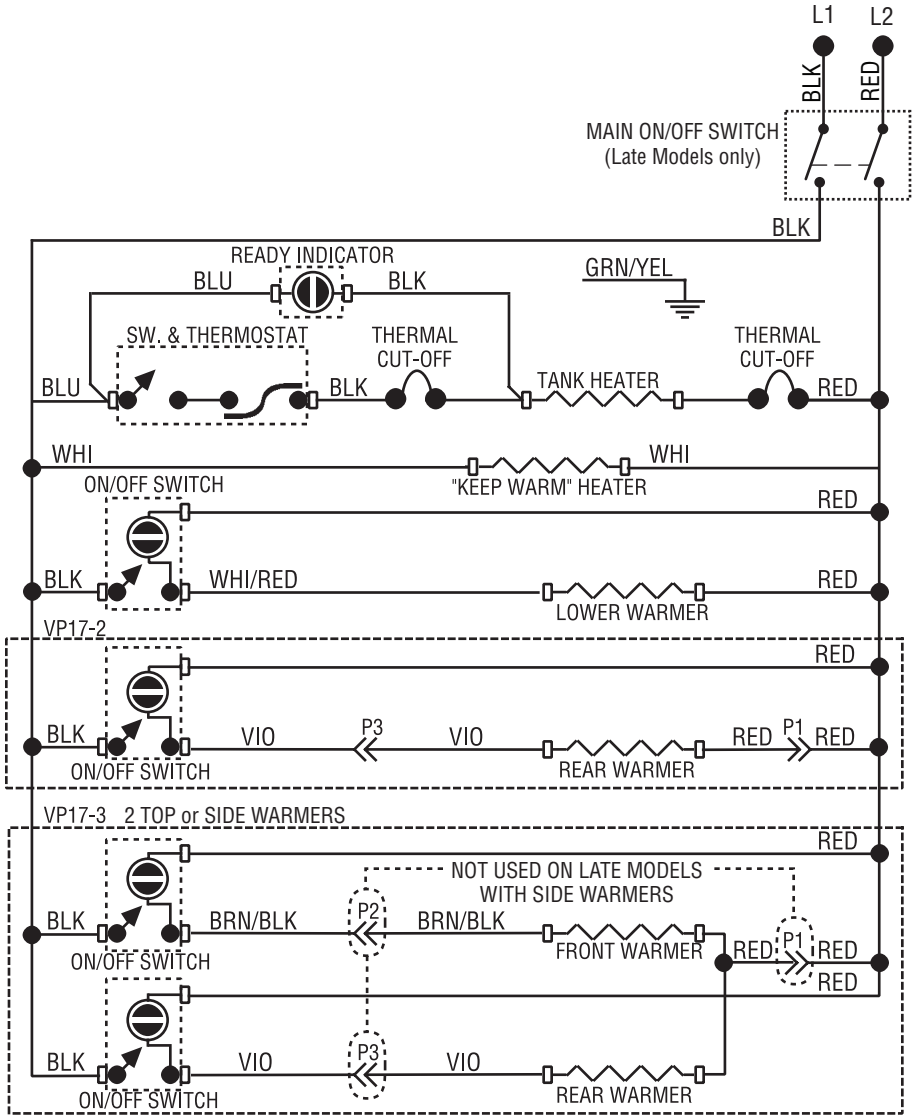 L1 L2
BLK RED
MAIN ON/OFF SWITCH
(Late Models only)
BLK
READY INDICATOR
BLU BLK
GRN/YEL
SW. & THERMOSTAT
THERMAL
CUT-OFF
THERMAL
CUT-OFF
BLU BLK TANK HEATER RED
WHI WHI
"KEEP WARM" HEATER
ON/OFF SWITCH
RED
BLK WHI/RED RED
LOWER WARMER
VP17-2
RED
BLK VIO P3 VIO RED P1 RED
ON/OFF SWITCH REAR WARMER
VP17-3 2 TOP or SIDE WARMERS
RED
NOT USED ON LATE MODELS
WITH SIDE WARMERS
BLK BRN/BLK P2 BRN/BLK
ON/OFF SWITCH FRONT WARMER RED P1 RED
RED
BLK VIO P3 VIO
ON/OFF SWITCH REAR WARMER